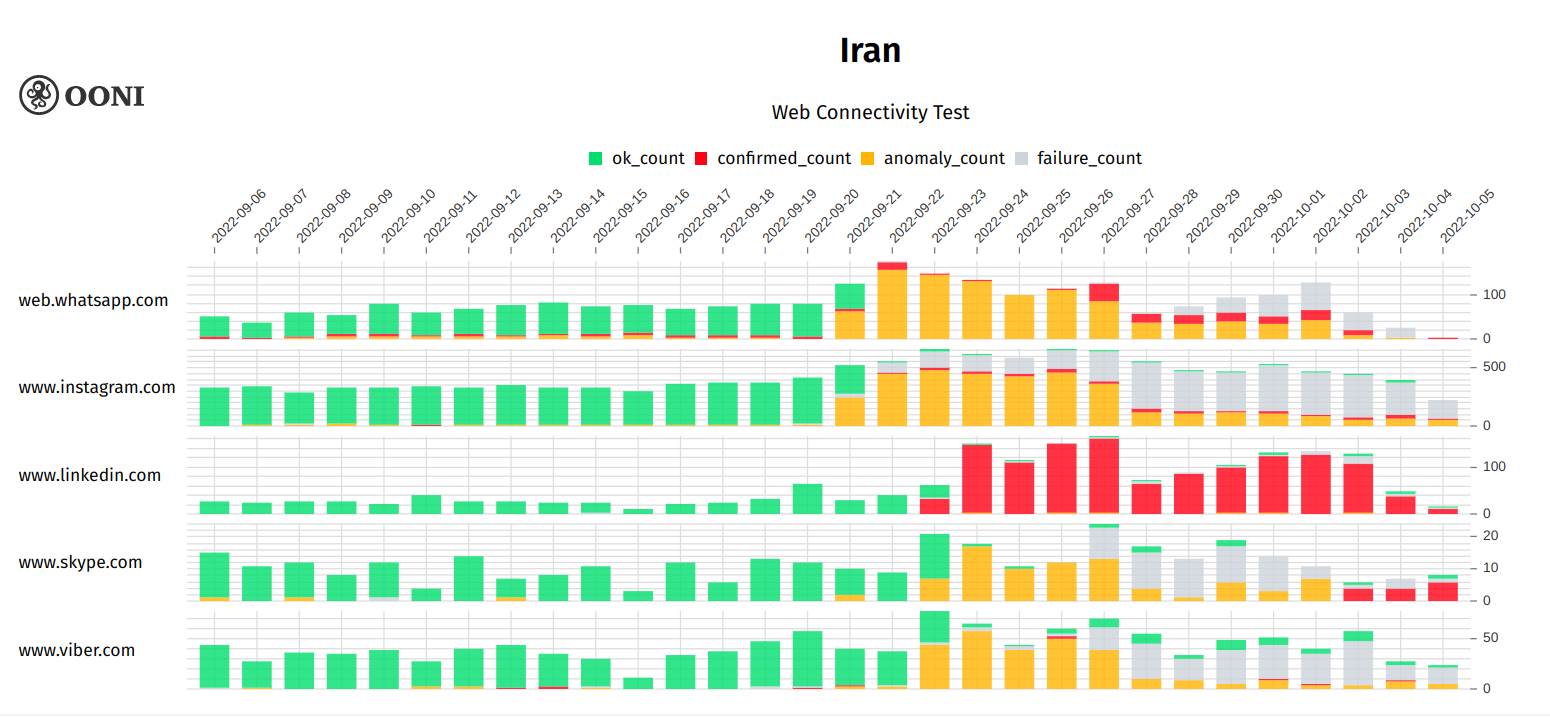 Iran
OONI
Web Connectivity Test
ok_count confirmed_count anomaly_count failure_count
2022-09-06 2022-09-07 2022-09-08 2022-09-09 2022-09-10 2022-09-11 2022-09-12 2022-09-13 2022-09-14 2022-09-15 2022-09-16 2022-09-17 2022-09-18 2022-09-19 2022-09-20 2022-09-21 2022-09-22 2022-09-23 2022-09-24 2022-09-25 2022-09-26 2022-09-27 2022-09-28 2022-09-29 2022-09-30 2022-10-01 2022-10-02 2022-10-03 2022-10-04 2022-10-05
100
web.whatsapp.com
0
500
www.instagram.com
0
100
www.linkedin.com
0
20
www.skype.com
10
0
50
www.viber.com
0